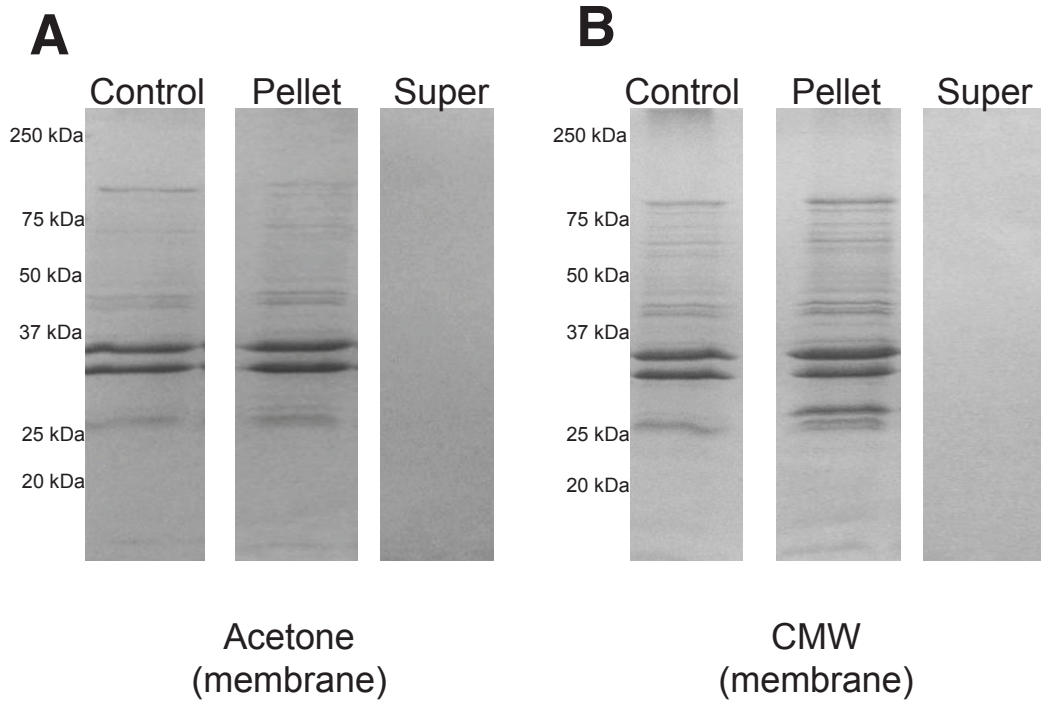 A
B
Control Pellet Super
Control Pellet Super
250 kDa
75 kDa
50 kDa
37 kDa
25 kDa
20 kDa
250 kDa
75 kDa
50 kDa
37 kDa
25 kDa
20 kDa
Acetone
(membrane)
CMW
(membrane)